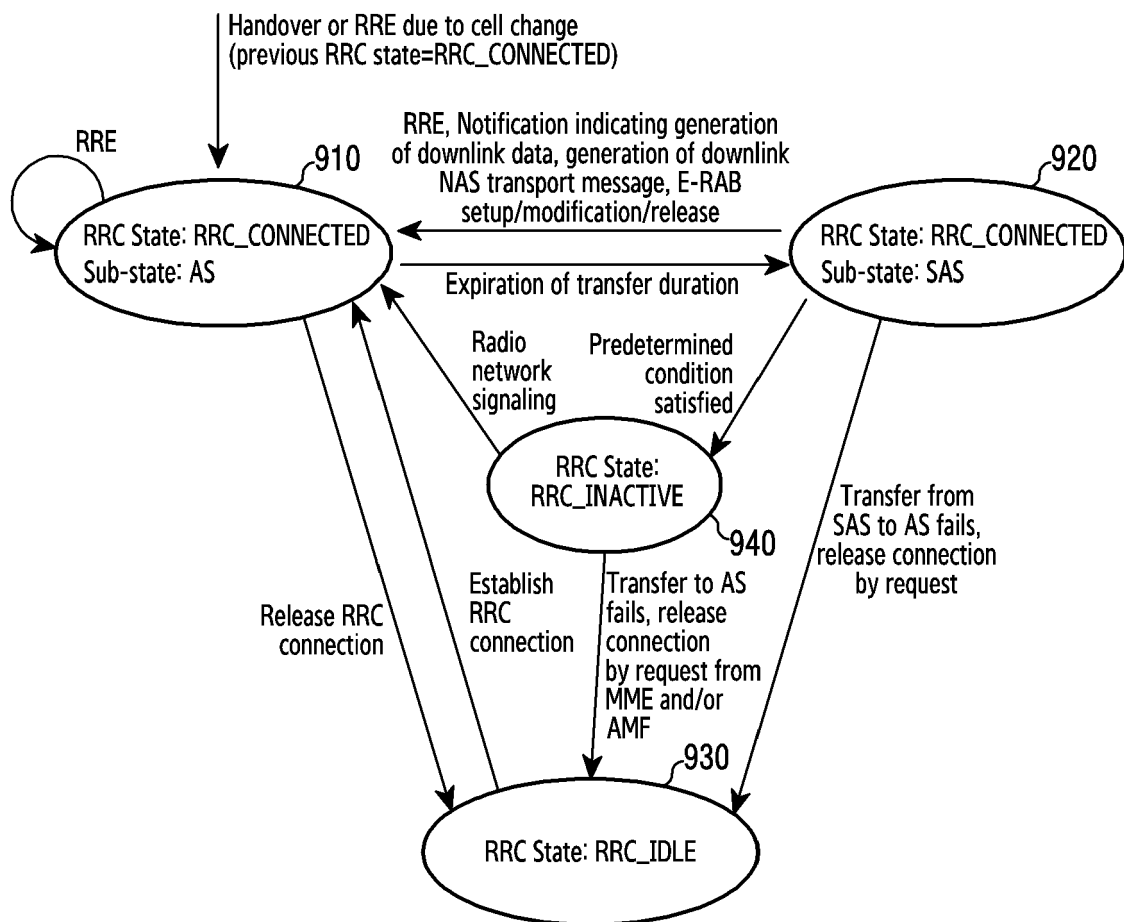 Handover or RRE due to cell change
(previous RRC state=RRC_CONNECTED)
RRE
910
RRE, Notification indicating generation
of downlink data, generation of downlink
NAS transport message, E-RAB
setup/modification/release
920
RRC State: RRC_CONNECTED
Sub-state: AS
RRC State: RRC_CONNECTED
Sub-state: SAS
Expiration of transfer duration
Radio
network
signaling
Predetermined
condition
satisfied
RRC State:
RRC_INACTIVE
940
Transfer from
SAS to AS fails,
release connection
by request
Release RRC
connection
Establish
RRC
connection
Transfer to AS
fails, release
connection
by request from
MME and/or
AMF
930
RRC State: RRC_IDLE